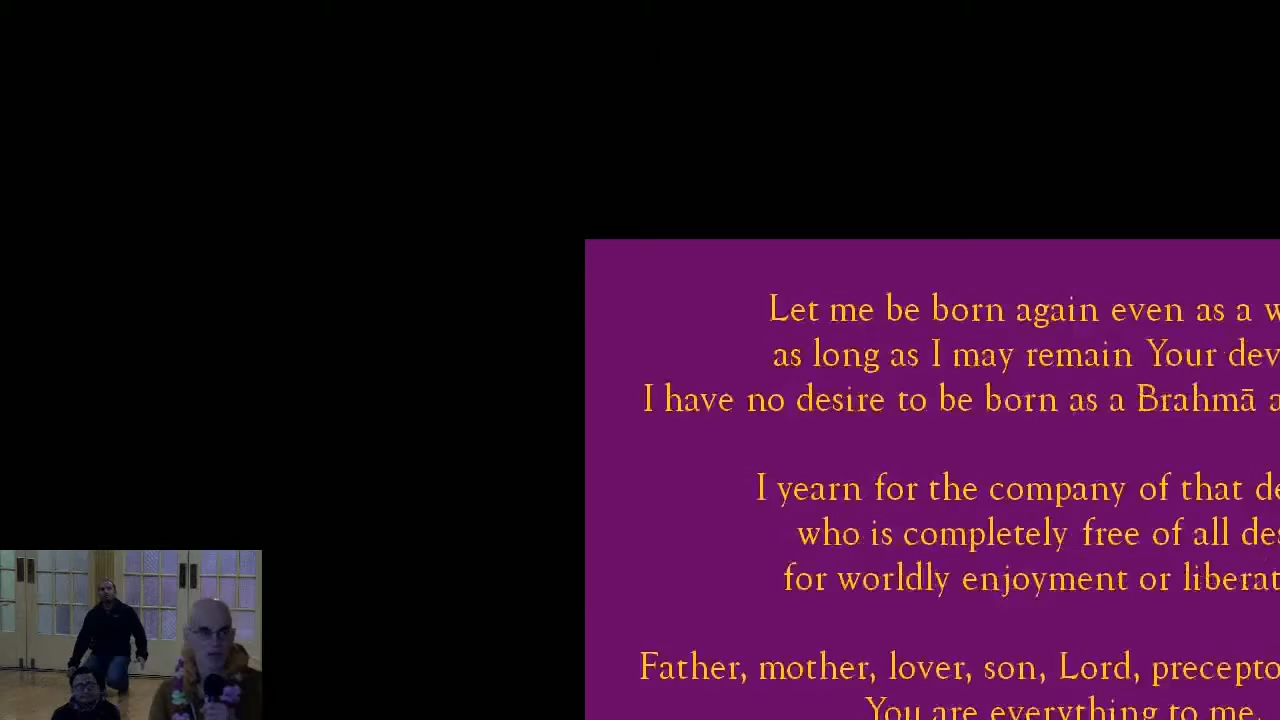 Let me be born again even as a
as long as I may remain Your
I have no desire to be born as a Brahmā
I yearn for the company of that
who is completely free of all
for worldly enjoyment or
Father, mother, lover, son, Lord,
You are everything to me.